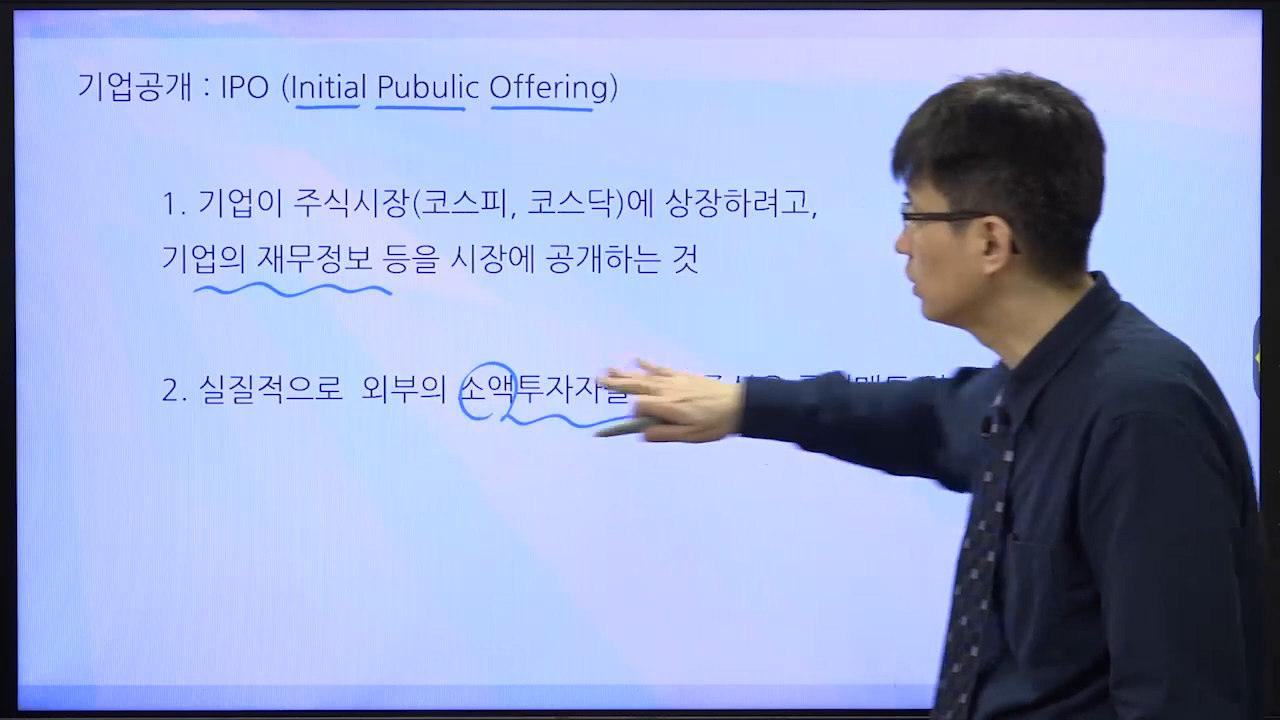 기업공개 : IPO (Initial Pubulic Offering)
1. 기업이 주식시장(코스피, 코스닥)에 상장하려고,
기업의 재무정보 등을 시장에 공개하는 것
2. 실질적으로 외부의 소액투자자들